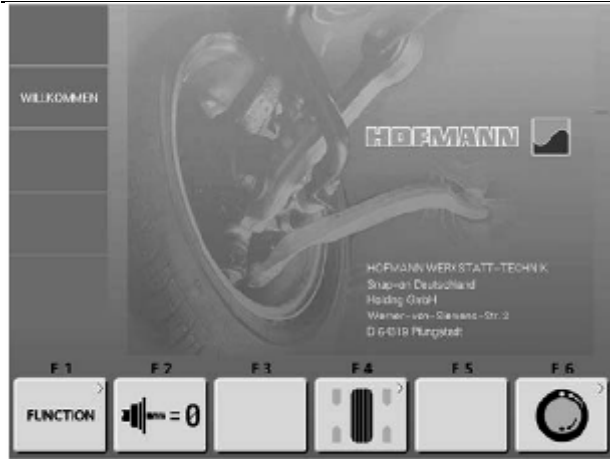 WILLKOMMEN
HOFMANN
HOFMANN WERKSTATT-TECHNIK
Snap-on Deutschland
Holding GmbH
Werner-von-Siemens-Str. 2
D 64319 Pfungstadt
F 1 F 2 F 3 F 4 F 5 F 6
FUNCTION = 0